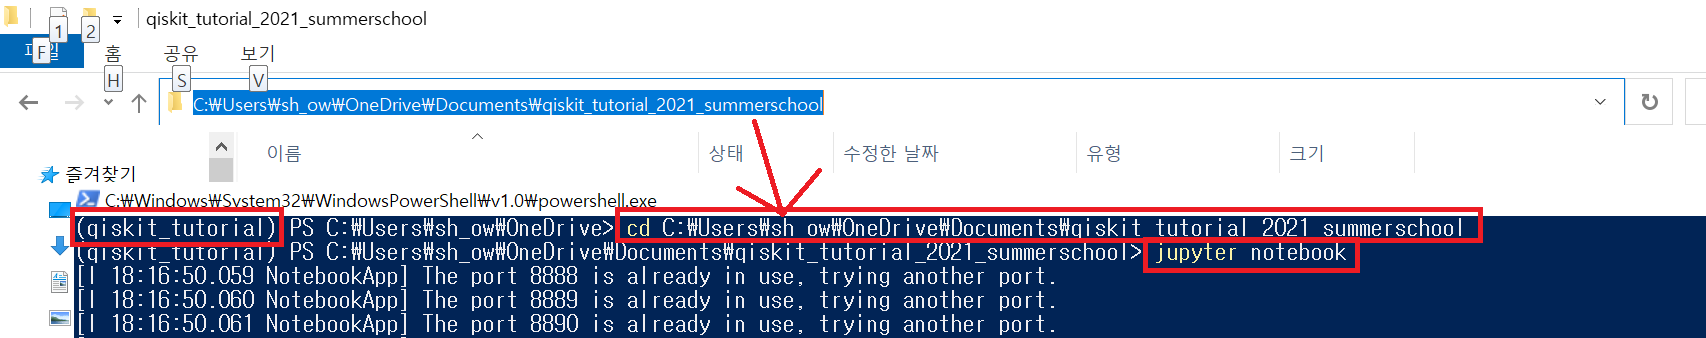 1 2 qiskit_tutorial_2021_summerschool
F 홈 공유 보기
H S V
C:₩Users₩sh_ow₩OneDrive₩Documents₩qiskit_tutorial_2021_summerschool
이름 상태 수정한 날짜 유형 크기
즐겨찾기
C:₩Windows₩System32₩WindowsPowerShell₩v1.0₩powershell.exe
(qiskit_tutorial) PS C:₩Users₩sh_ow₩OneDrive> cd C:₩Users₩sh_ow₩OneDrive₩Documents₩qiskit_tutorial_2021_summerschool
(qiskit_tutorial) PS C:₩Users₩sh_ow₩OneDrive₩Documents₩qiskit_tutorial_2021_summerschool> jupyter notebook
[I 18:16:50.059 NotebookApp] The port 8888 is already in use, trying another port.
[I 18:16:50.060 NotebookApp] The port 8889 is already in use, trying another port.
[I 18:16:50.061 NotebookApp] The port 8890 is already in use, trying another port.